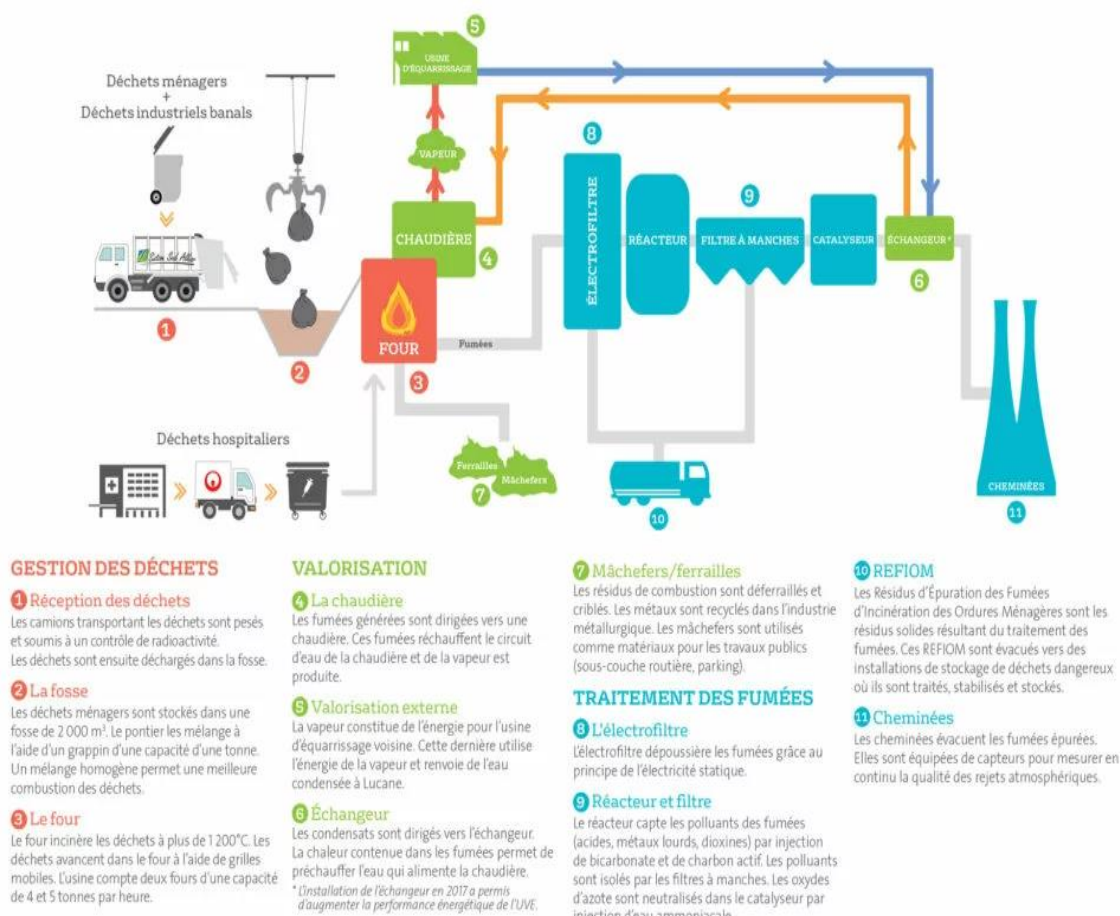 5
USINE
D'ÉQUARRISSAGE
Déchets ménagers
+
Déchets industriels banals
VAPEUR
8
9
ÉLECTROFILTRE
RÉACTEUR
FILTRE À MANCHES
CATALYSEUR
ÉCHANGEUR *
CHAUDIÈRE
4
6
1
2
FOUR
3
Fumées
Déchets hospitaliers
Ferrailles
Mâchefers
7
10
CHEMINÉES
11
GESTION DES DÉCHETS
1 Réception des déchets
Les camions transportant les déchets sont pesés
et soumis à un contrôle de radioactivité.
Les déchets sont ensuite déchargés dans la fosse.
2 La fosse
Les déchets ménagers sont stockés dans une
fosse de 2 000 m³. Le pontier les mélange à
l'aide d'un grappin d'une capacité d'une tonne.
Un mélange homogène permet une meilleure
combustion des déchets.
3 Le four
Le four incinère les déchets à plus de 1 200°C. Les
déchets avancent dans le four à l'aide de grilles
mobiles. L'usine compte deux fours d'une capacité
de 4 et 5 tonnes par heure.
VALORISATION
4 La chaudière
Les fumées générées sont dirigées vers une
chaudière. Ces fumées réchauffent le circuit
d'eau de la chaudière et de la vapeur est
produite.
5 Valorisation externe
La vapeur constitue de l'énergie pour l'usine
d'équarrissage voisine. Cette dernière utilise
l'énergie de la vapeur et renvoie de l'eau
condensée à Lucane.
6 Échangeur
Les condensats sont dirigés vers l'échangeur.
La chaleur contenue dans les fumées permet de
préchauffer l'eau qui alimente la chaudière.
* L'installation de l'échangeur en 2017 a permis
d'augmenter la performance énergétique de l'UVE.
7 Mâchefers/ferrailles
Les résidus de combustion sont déferraillés et
criblés. Les métaux sont recyclés dans l'industrie
métallurgique. Les mâchefers sont utilisés
comme matériaux pour les travaux publics
(sous-couche routière, parking).
TRAITEMENT DES FUMÉES
8 L'électrofiltre
L'électrofiltre dépoussière les fumées grâce au
principe de l'électricité statique.
9 Réacteur et filtre
Le réacteur capte les polluants des fumées
(acides, métaux lourds, dioxines) par injection
de bicarbonate et de charbon actif. Les polluants
sont isolés par les filtres à manches. Les oxydes
d'azote sont neutralisés dans le catalyseur par
injection d'eau ammoniacale.
10 REFIOM
Les Résidus d'Épuration des Fumées
d'Incinération des Ordures Ménagères sont les
résidus solides résultant du traitement des
fumées. Ces REFIOM sont évacués vers des
installations de stockage de déchets dangereux
où ils sont traités, stabilisés et stockés.
11 Cheminées
Les cheminées évacuent les fumées épurées.
Elles sont équipées de capteurs pour mesurer en
continu la qualité des rejets atmosphériques.